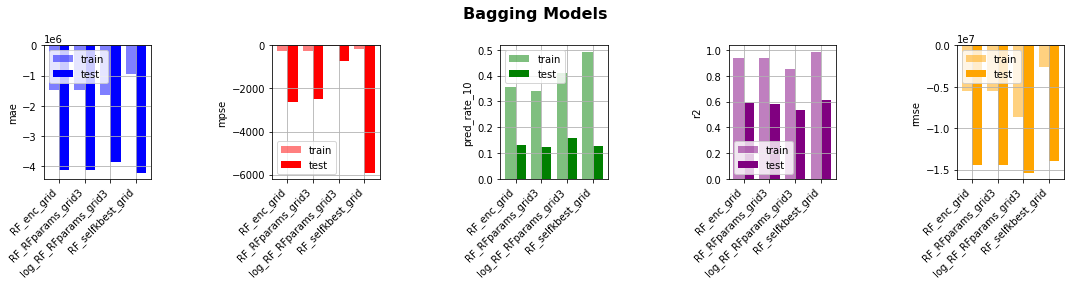 Bagging Models
1e6
train
test
0
−1
−2
−3
−4
mae
RF_enc_grid
RF_RFparams_grid3
log_RF_RFparams_grid3
RF_selfkbest_grid
0
−2000
−4000
−6000
mpse
train
test
RF_enc_grid
RF_RFparams_grid3
log_RF_RFparams_grid3
RF_selfkbest_grid
train
test
0.5
0.4
0.3
0.2
0.1
0.0
pred_rate_10
RF_enc_grid
RF_RFparams_grid3
log_RF_RFparams_grid3
RF_selfkbest_grid
1.0
0.8
0.6
0.4
0.2
0.0
r2
train
test
RF_enc_grid
RF_RFparams_grid3
log_RF_RFparams_grid3
RF_selfkbest_grid
1e7
train
test
0.0
−0.5
−1.0
−1.5
rmse
RF_enc_grid
RF_RFparams_grid3
log_RF_RFparams_grid3
RF_selfkbest_grid